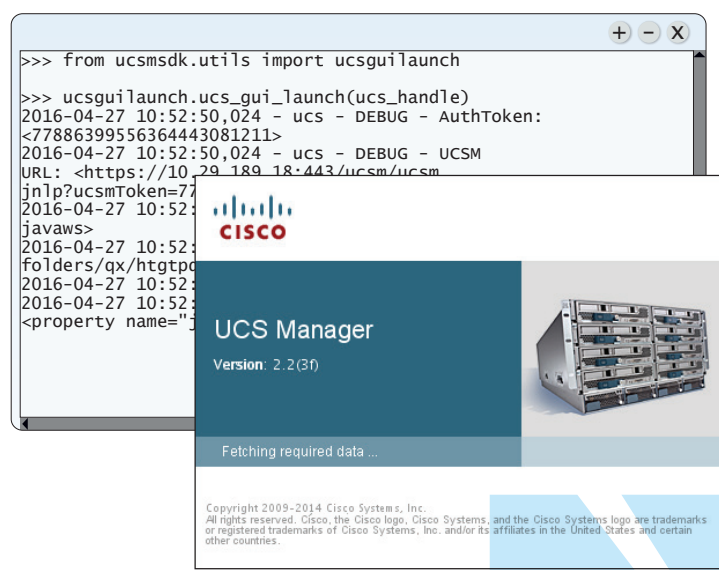 + - X
>>> from ucsmsdk.utils import ucsguilaunch
>>> ucsguilaunch.ucs_gui_launch(ucs_handle)
2016-04-27 10:52:50,024 - ucs - DEBUG - AuthToken:
<77886399556364443081211>
2016-04-27 10:52:50,024 - ucs - DEBUG - UCSM
URL: <https://10.29.189.18:443/ucsm/ucsm.
jnlp?ucsmToken=77
2016-04-27 10:52:
javaws>
2016-04-27 10:52:
folders/qx/htgtpc
2016-04-27 10:52:
2016-04-27 10:52:
<property name="j
CISCO
UCS Manager
Version: 2.2(3f)
Fetching required data ...
Copyright 2009-2014 Cisco Systems, Inc.
All rights reserved. Cisco, the Cisco logo, Cisco Systems, and the Cisco Systems logo are trademarks
or registered trademarks of Cisco Systems, Inc. and/or its affiliates in the United States and certain
other countries.